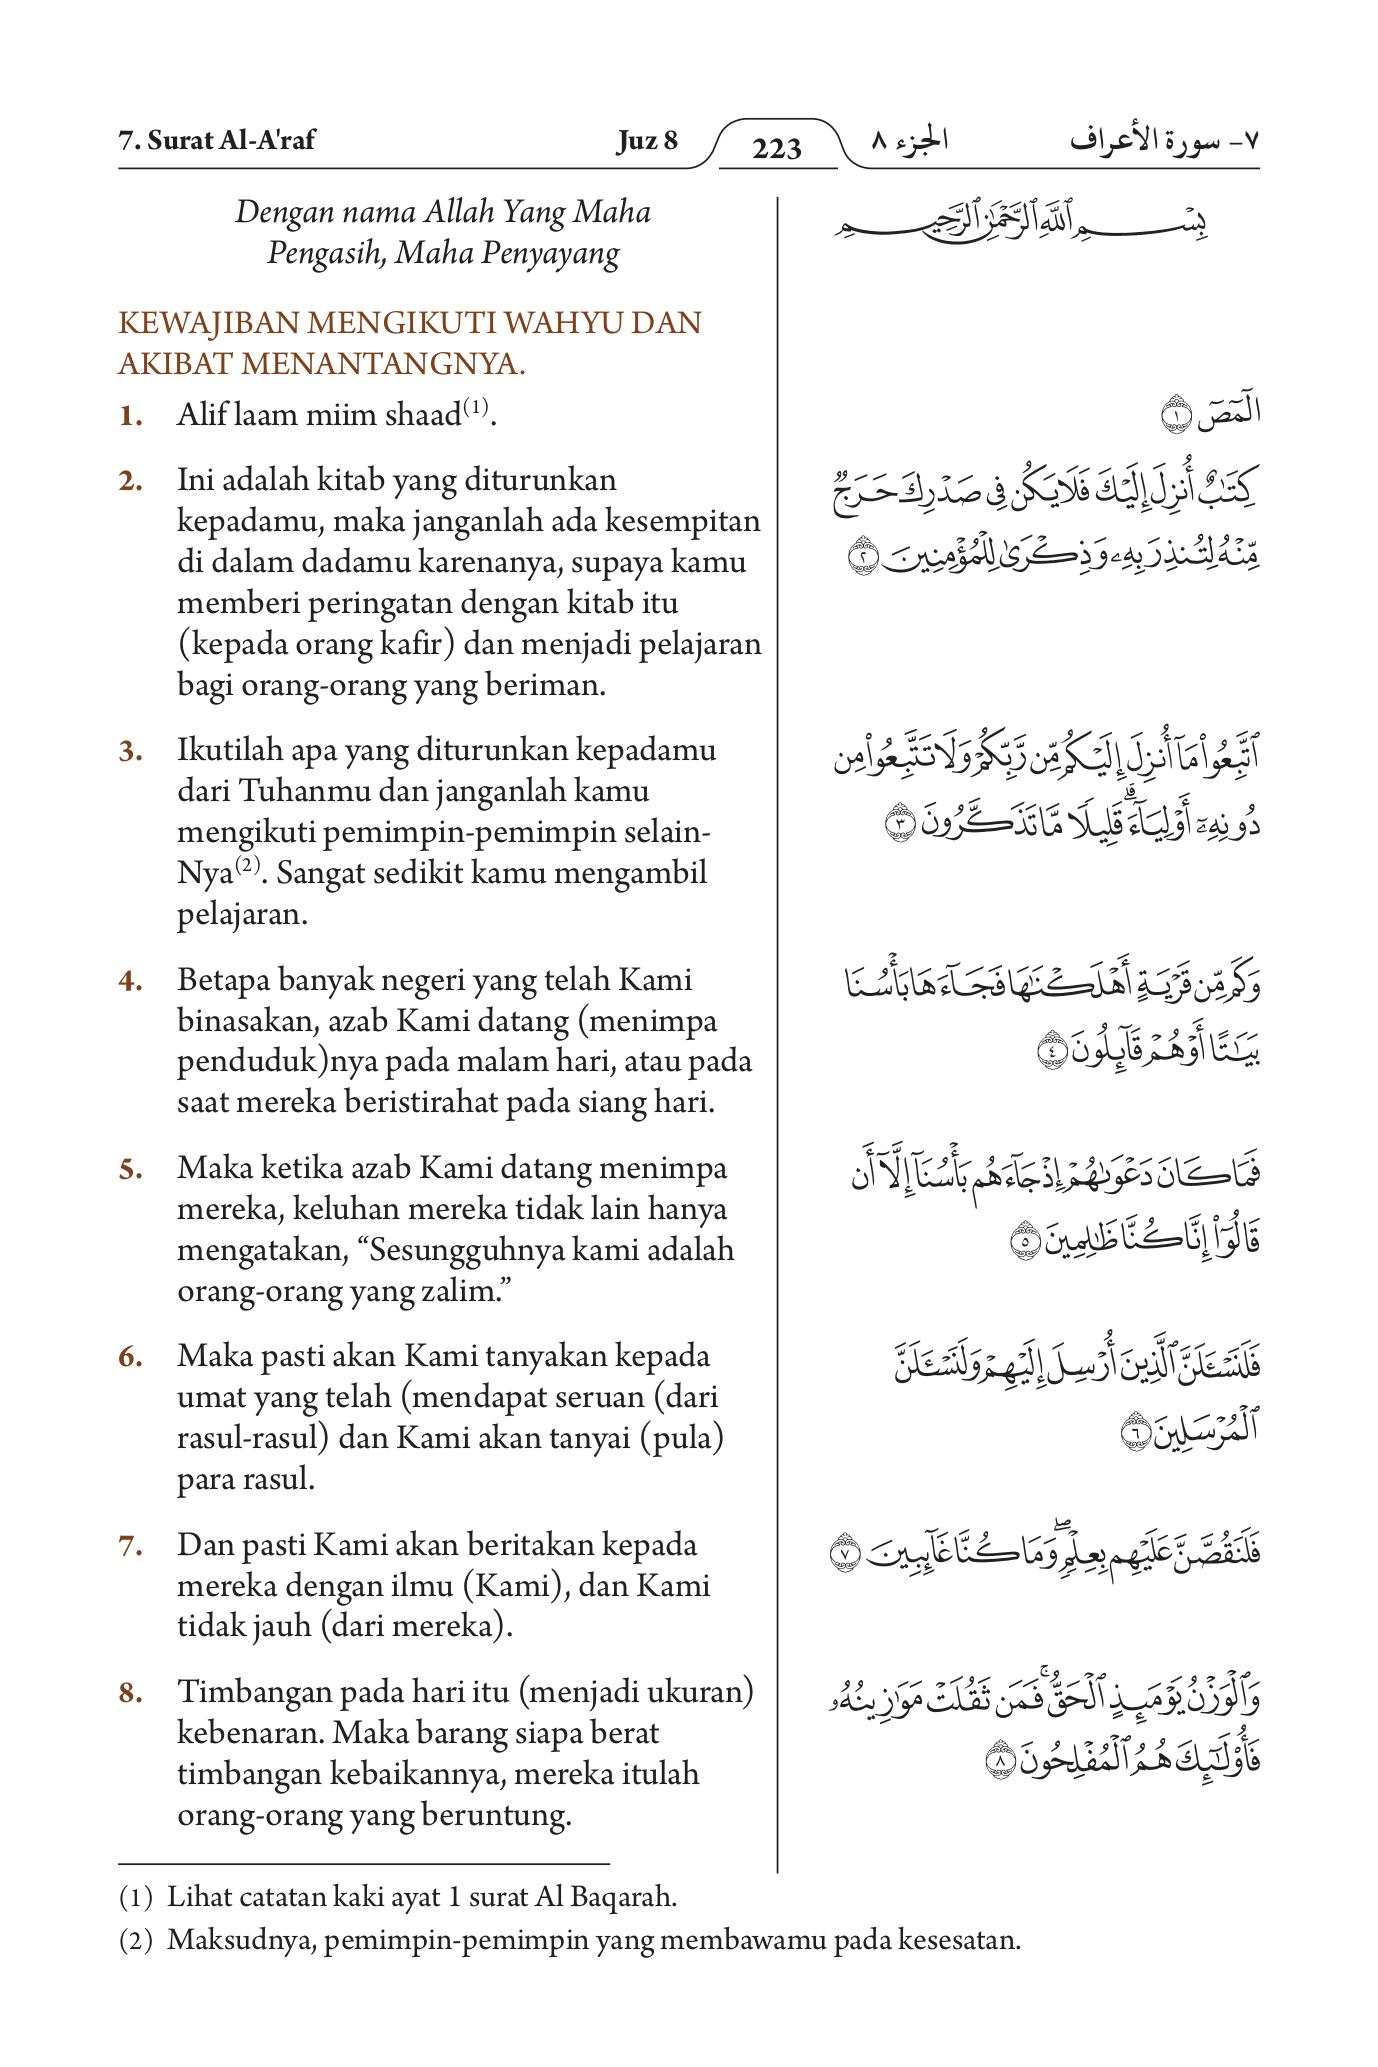 7. Surat Al-A'raf Juz 8 223 الجزء ٨ ٧- سورة الأعراف
Dengan nama Allah Yang Maha
Pengasih, Maha Penyayang
KEWAJIBAN MENGIKUTI WAHYU DAN
AKIBAT MENANTANGNYA.
1. Alif laam miim shaad(1).
2. Ini adalah kitab yang diturunkan
kepadamu, maka janganlah ada kesempitan
di dalam dadamu karenanya, supaya kamu
memberi peringatan dengan kitab itu
(kepada orang kafir) dan menjadi pelajaran
bagi orang-orang yang beriman.
3. Ikutilah apa yang diturunkan kepadamu
dari Tuhanmu dan janganlah kamu
mengikuti pemimpin-pemimpin selain-
Nya(2). Sangat sedikit kamu mengambil
pelajaran.
4. Betapa banyak negeri yang telah Kami
binasakan, azab Kami datang (menimpa
penduduk)nya pada malam hari, atau pada
saat mereka beristirahat pada siang hari.
5. Maka ketika azab Kami datang menimpa
mereka, keluhan mereka tidak lain hanya
mengatakan, “Sesungguhnya kami adalah
orang-orang yang zalim.”
6. Maka pasti akan Kami tanyakan kepada
umat yang telah (mendapat seruan (dari
rasul-rasul) dan Kami akan tanyai (pula)
para rasul.
7. Dan pasti Kami akan beritakan kepada
mereka dengan ilmu (Kami), dan Kami
tidak jauh (dari mereka).
8. Timbangan pada hari itu (menjadi ukuran)
kebenaran. Maka barang siapa berat
timbangan kebaikannya, mereka itulah
orang-orang yang beruntung.
بِسْمِ ٱللَّهِ ٱلرَّحْمَٰنِ ٱلرَّحِيمِ
الٓمٓصٓ ١
كِتَٰبٌ أُنزِلَ إِلَيْكَ فَلَا يَكُن فِى صَدْرِكَ حَرَجٌ
مِّنْهُ لِتُنذِرَ بِهِۦ وَذِكْرَىٰ لِلْمُؤْمِنِينَ ٢
ٱتَّبِعُوا۟ مَآ أُنزِلَ إِلَيْكُم مِّن رَّبِّكُمْ وَلَا تَتَّبِعُوا۟ مِن
دُونِهِۦٓ أَوْلِيَآءَ ۗ قَلِيلًا مَّا تَذَكَّرُونَ ٣
وَكَم مِّن قَرْيَةٍ أَهْلَكْنَٰهَا فَجَآءَهَا بَأْسُنَا
بَيَٰتًا أَوْ هُمْ قَآئِلُونَ ٤
فَمَا كَانَ دَعْوَىٰهُمْ إِذْ جَآءَهُم بَأْسُنَآ إِلَّآ أَن
قَالُوٓا۟ إِنَّا كُنَّا ظَٰلِمِينَ ٥
فَلَنَسْـَٔلَنَّ ٱلَّذِينَ أُرْسِلَ إِلَيْهِمْ وَلَنَسْـَٔلَنَّ
ٱلْمُرْسَلِينَ ٦
فَلَنَقُصَّنَّ عَلَيْهِم بِعِلْمٍ ۖ وَمَا كُنَّا غَآئِبِينَ ٧
وَٱلْوَزْنُ يَوْمَئِذٍ ٱلْحَقُّ ۚ فَمَن ثَقُلَتْ مَوَٰزِينُهُۥ
فَأُو۟لَٰٓئِكَ هُمُ ٱلْمُفْلِحُونَ ٨
(1) Lihat catatan kaki ayat 1 surat Al Baqarah.
(2) Maksudnya, pemimpin-pemimpin yang membawamu pada kesesatan.